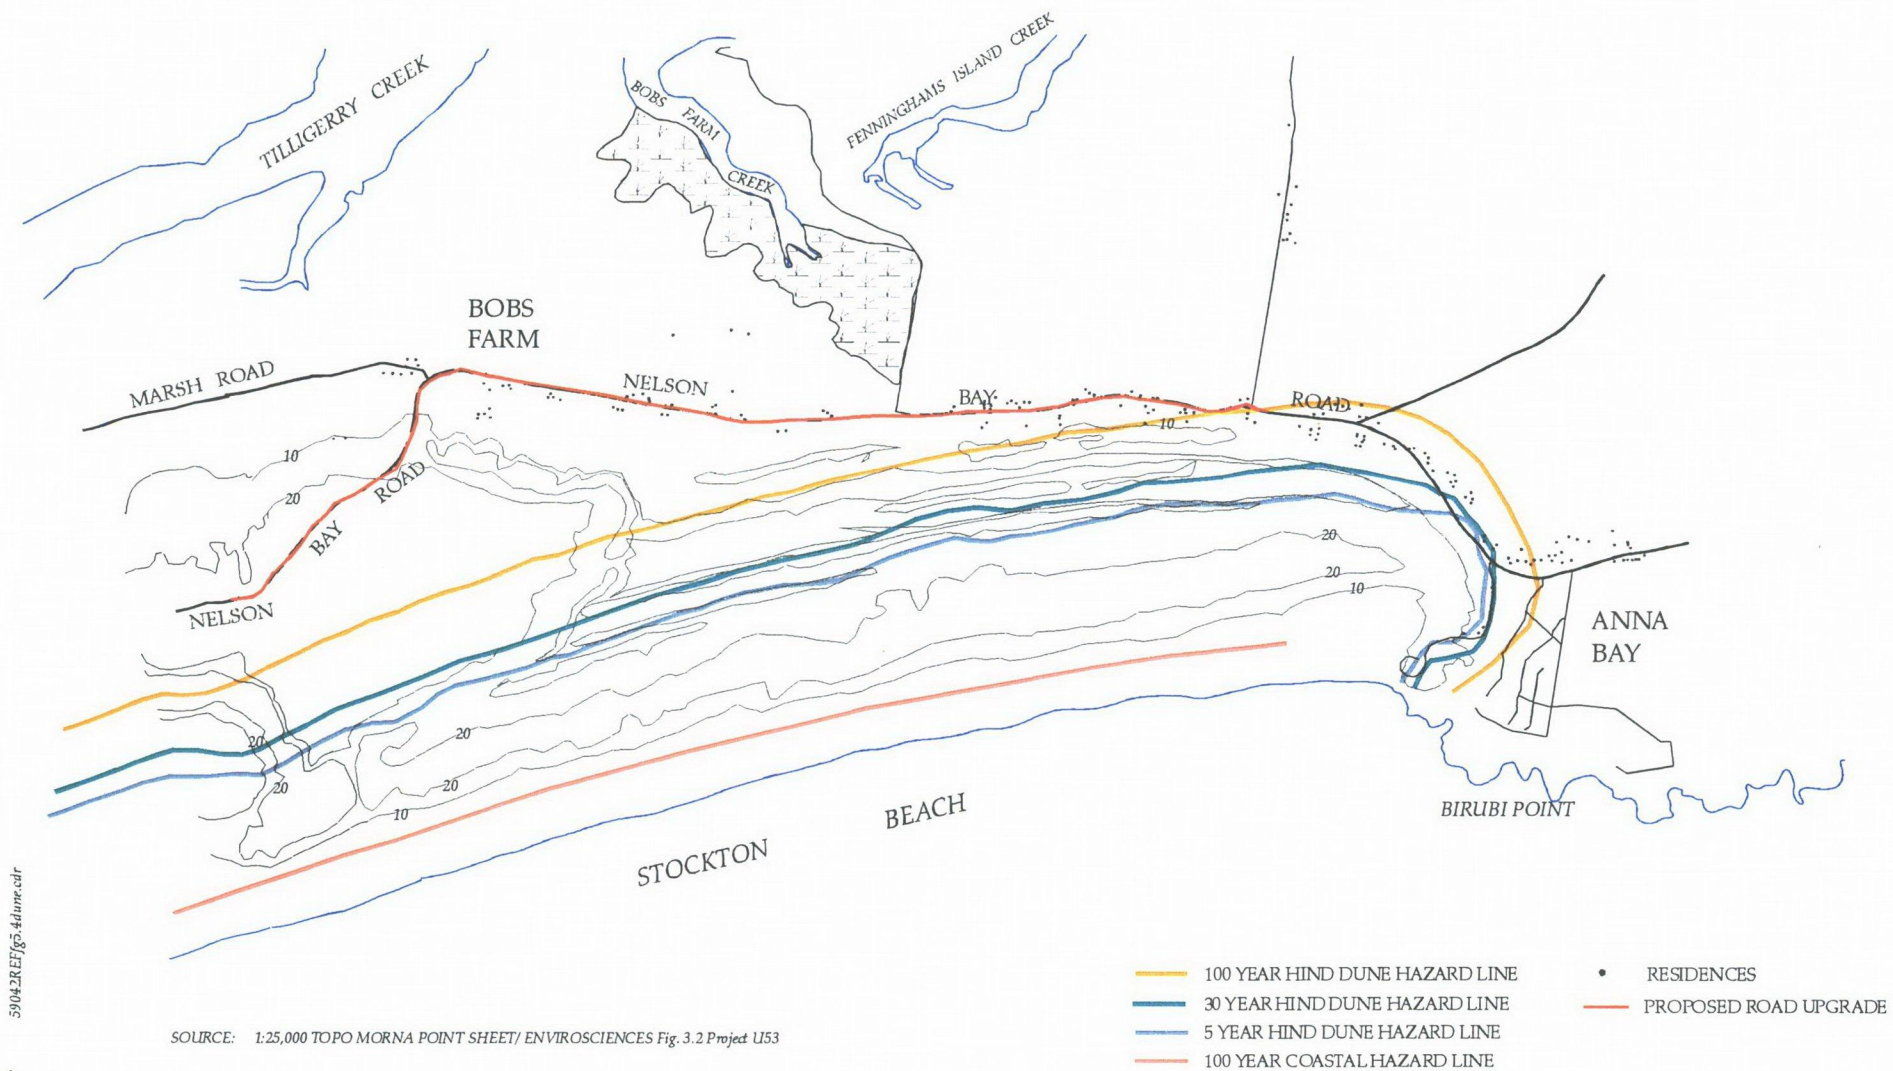 TILLIGERRY CREEK
BOBS FARM CREEK
FENNINGHAMS ISLAND CREEK
BOBS
FARM
MARSH ROAD
NELSON BAY ROAD
10
10
20
BAY ROAD
NELSON
20
20
10
ANNA
BAY
20
20
20
20
10
BIRUBI POINT
STOCKTON BEACH
59042REFfg5.4dune.cdr
100 YEAR HIND DUNE HAZARD LINE
30 YEAR HIND DUNE HAZARD LINE
5 YEAR HIND DUNE HAZARD LINE
100 YEAR COASTAL HAZARD LINE
RESIDENCES
PROPOSED ROAD UPGRADE
SOURCE: 1:25,000 TOPO MORNA POINT SHEET/ ENVIROSCIENCES Fig. 3.2 Project U53